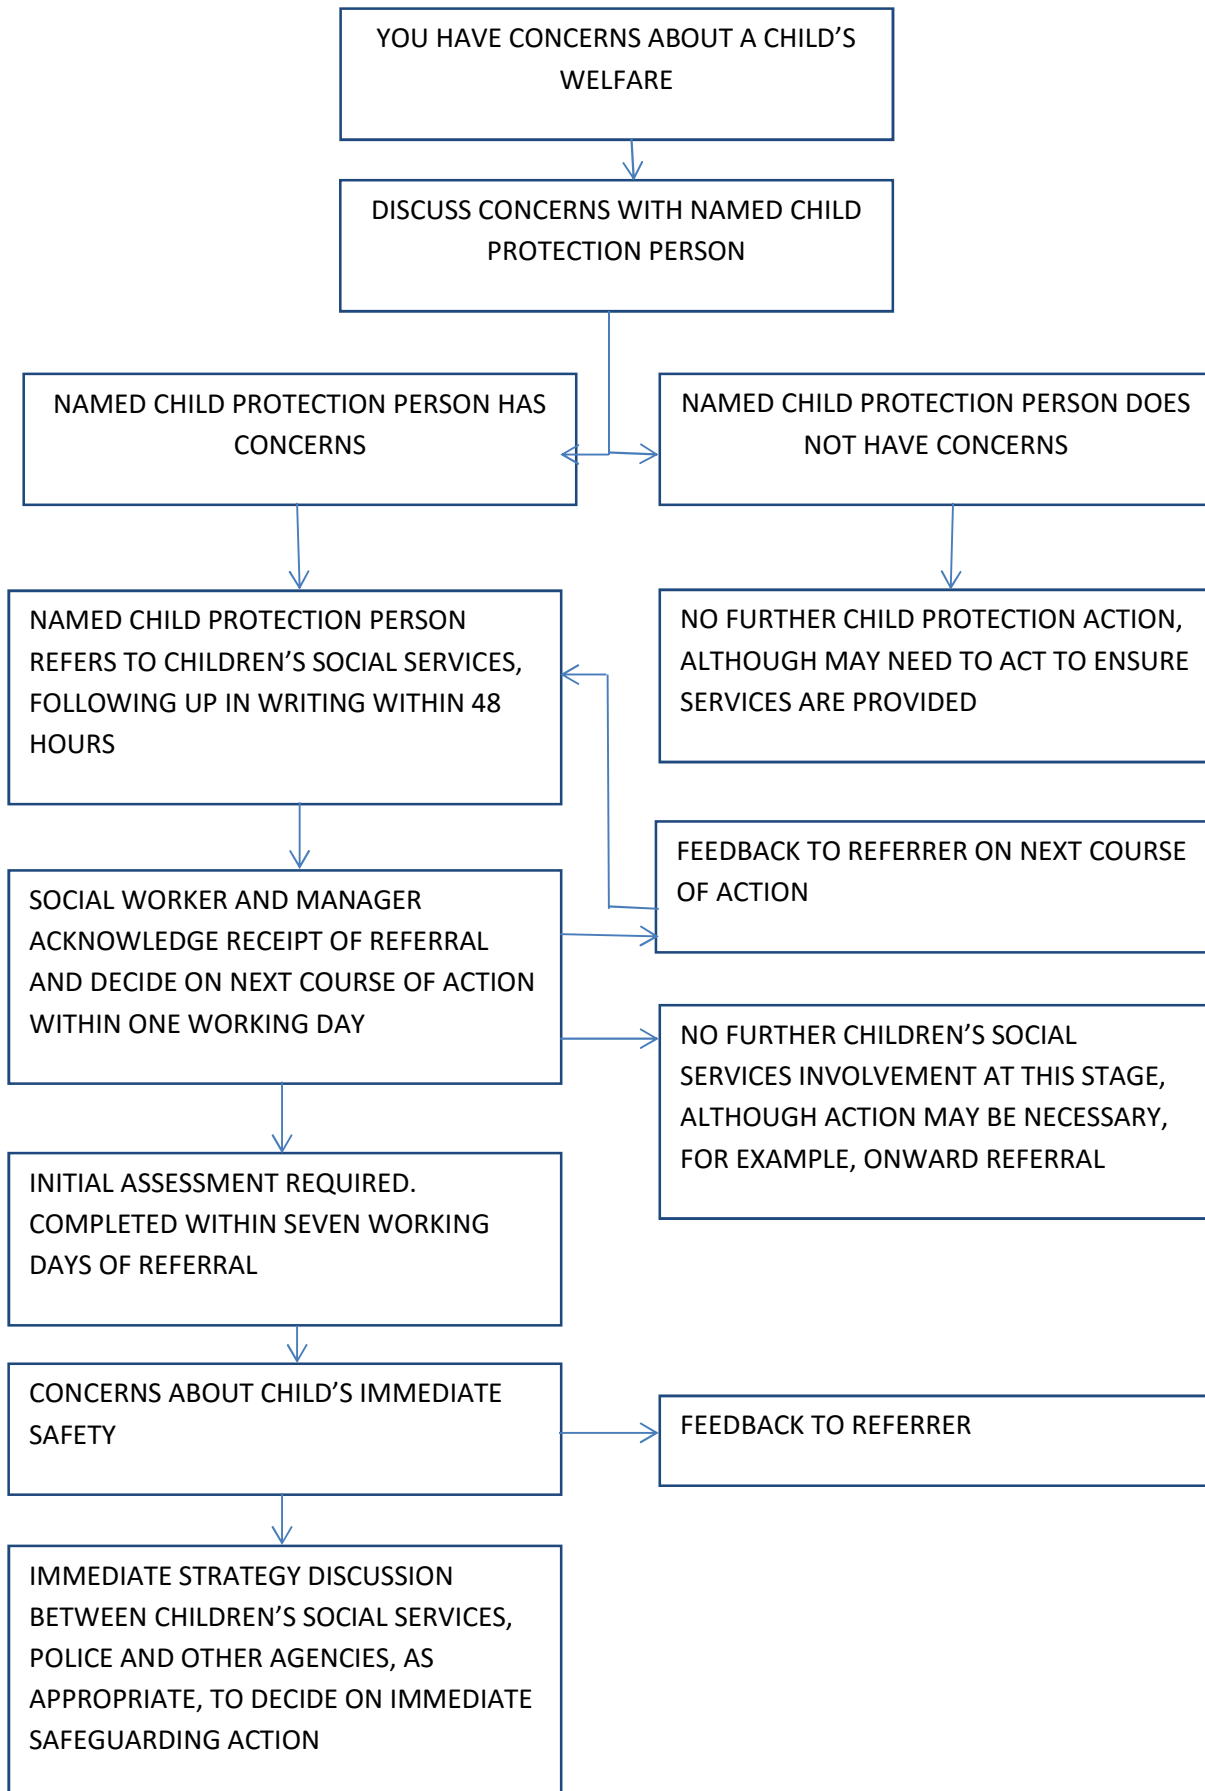 YOU HAVE CONCERNS ABOUT A CHILD’S
WELFARE
DISCUSS CONCERNS WITH NAMED CHILD
PROTECTION PERSON
NAMED CHILD PROTECTION PERSON HAS
CONCERNS
NAMED CHILD PROTECTION PERSON DOES
NOT HAVE CONCERNS
NAMED CHILD PROTECTION PERSON
REFERS TO CHILDREN’S SOCIAL SERVICES,
FOLLOWING UP IN WRITING WITHIN 48
HOURS
NO FURTHER CHILD PROTECTION ACTION,
ALTHOUGH MAY NEED TO ACT TO ENSURE
SERVICES ARE PROVIDED
FEEDBACK TO REFERRER ON NEXT COURSE
OF ACTION
SOCIAL WORKER AND MANAGER
ACKNOWLEDGE RECEIPT OF REFERRAL
AND DECIDE ON NEXT COURSE OF ACTION
WITHIN ONE WORKING DAY
NO FURTHER CHILDREN’S SOCIAL
SERVICES INVOLVEMENT AT THIS STAGE,
ALTHOUGH ACTION MAY BE NECESSARY,
FOR EXAMPLE, ONWARD REFERRAL
INITIAL ASSESSMENT REQUIRED.
COMPLETED WITHIN SEVEN WORKING
DAYS OF REFERRAL
CONCERNS ABOUT CHILD’S IMMEDIATE
SAFETY
FEEDBACK TO REFERRER
IMMEDIATE STRATEGY DISCUSSION
BETWEEN CHILDREN’S SOCIAL SERVICES,
POLICE AND OTHER AGENCIES, AS
APPROPRIATE, TO DECIDE ON IMMEDIATE
SAFEGUARDING ACTION